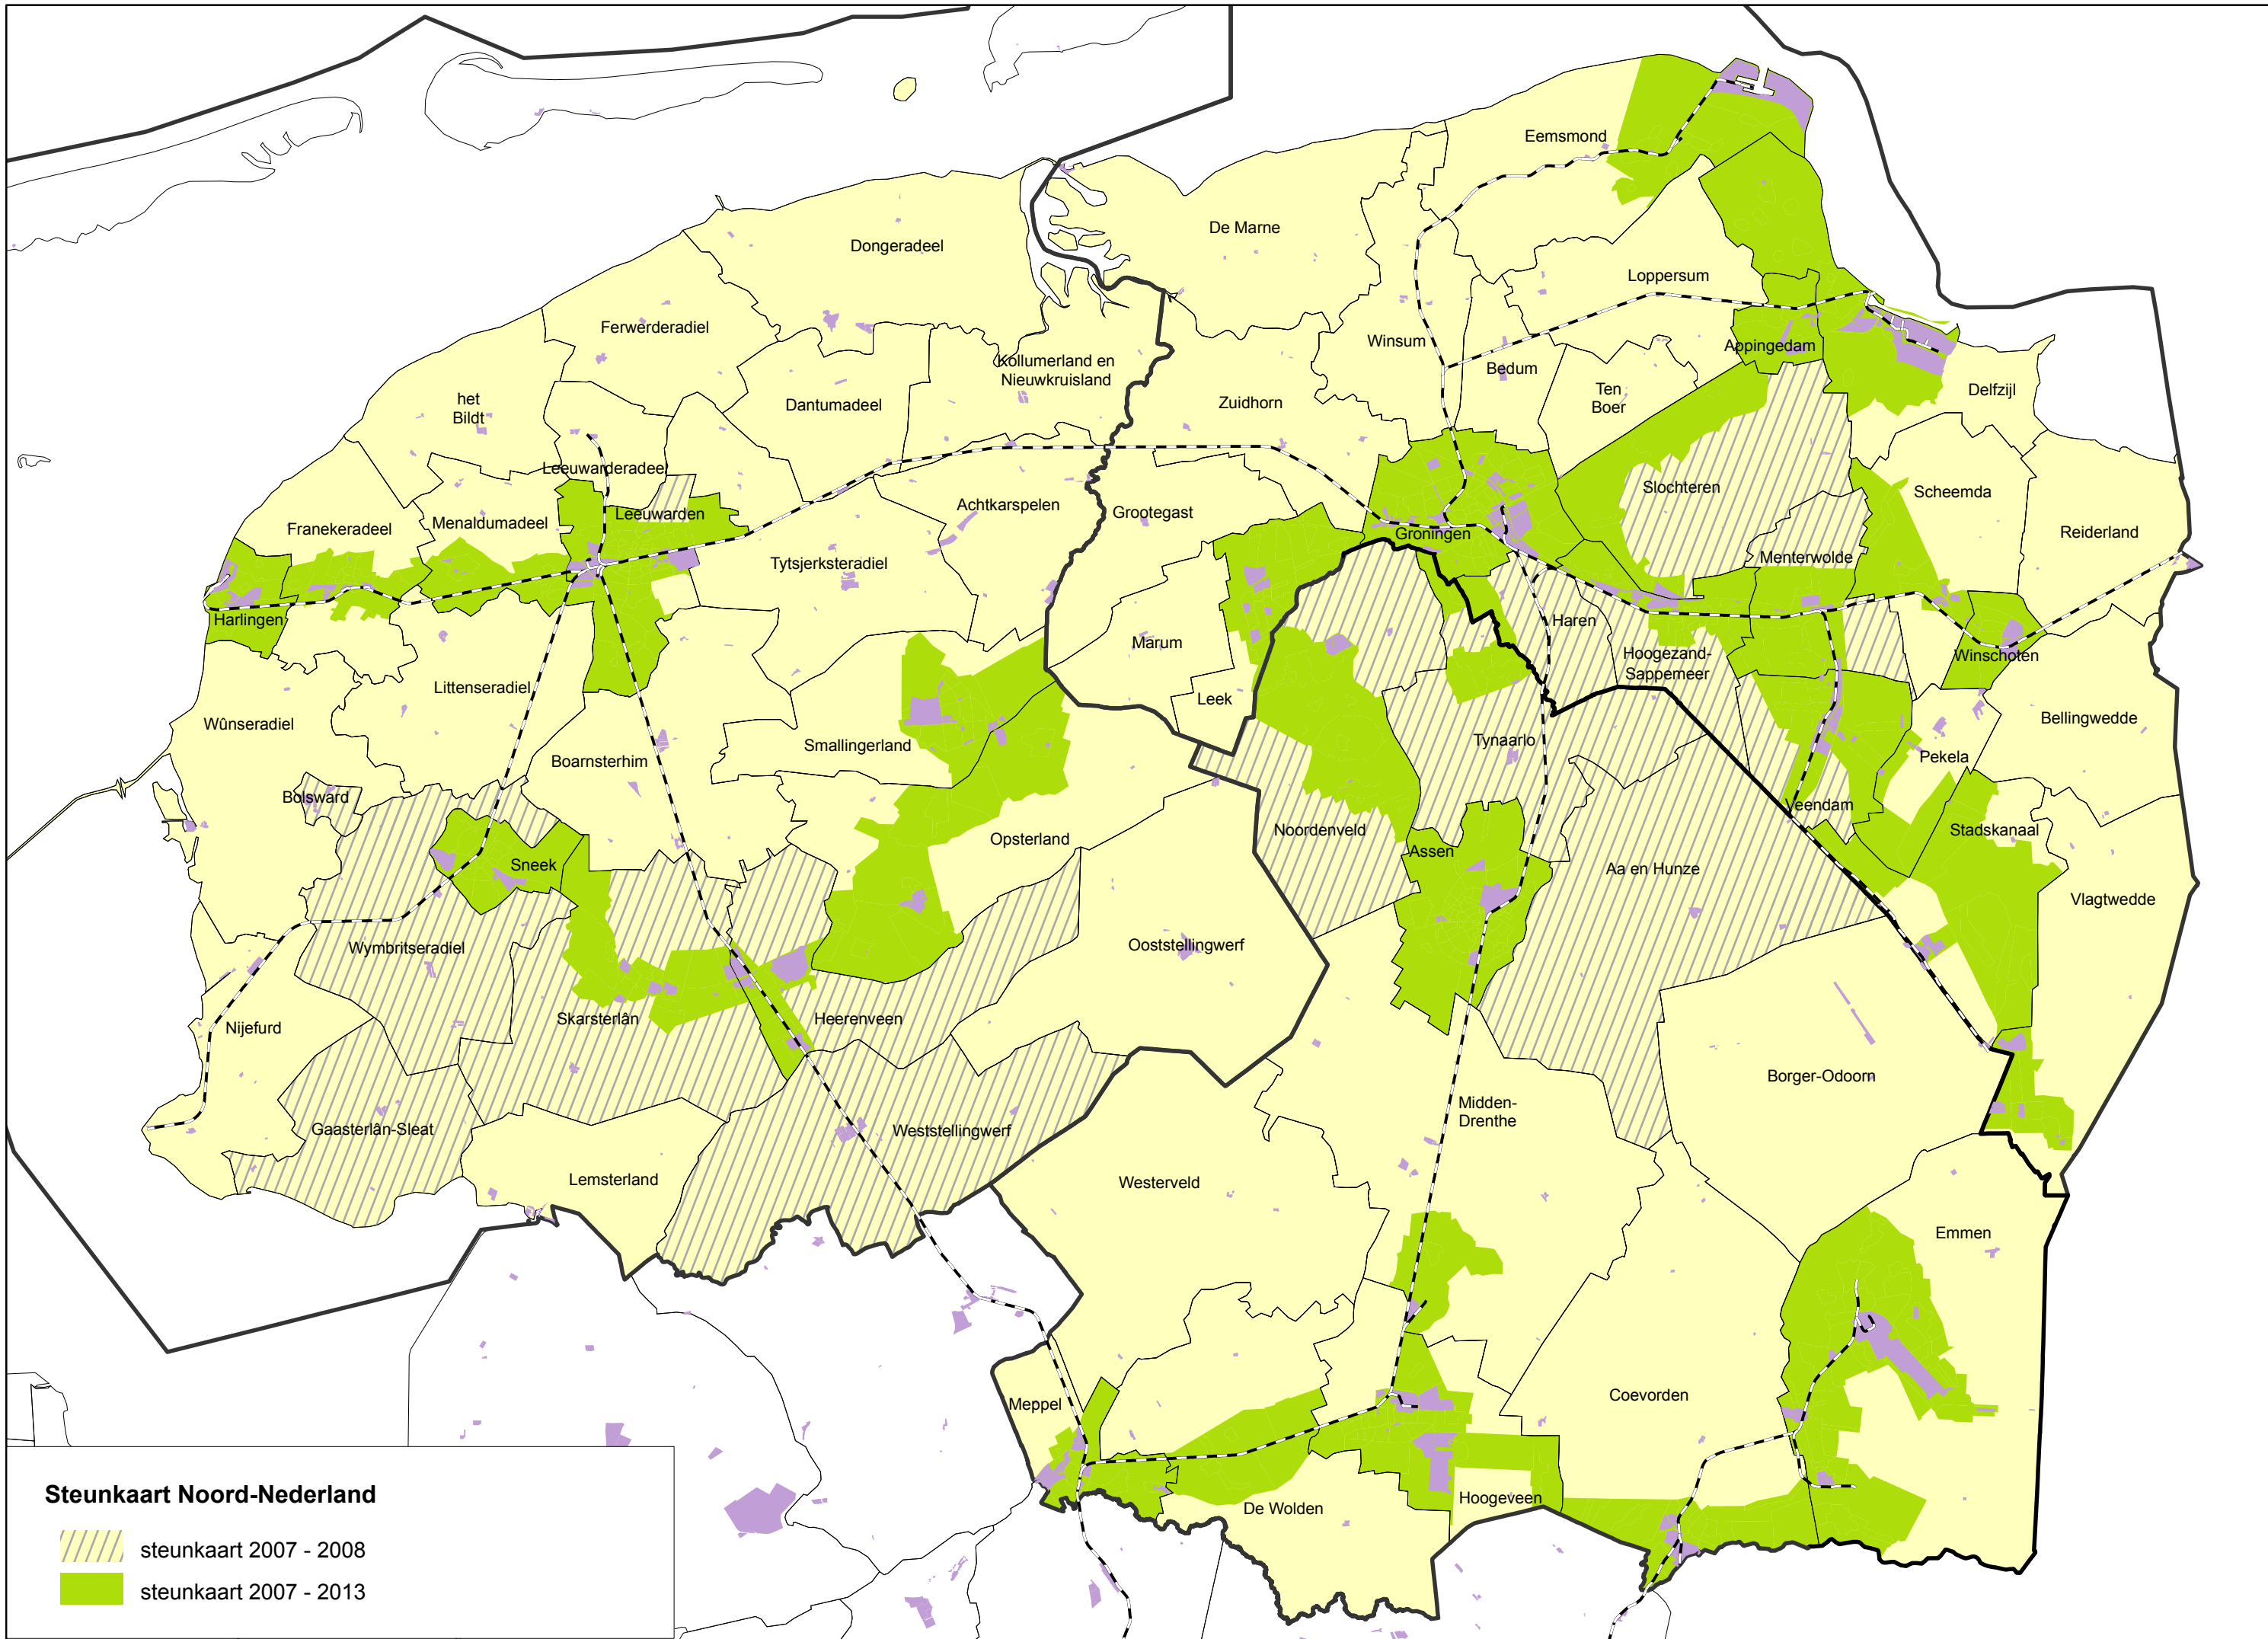 Eemsmond
De Marne
Dongeradeel
Loppersum
Ferwerderadiel
Winsum
Appingedam
Kollumerland en
Nieuwkruisland
Bedum
Ten
Boer
Delfzijl
het
Bildt
Dantumadeel
Zuidhorn
Leeuwarderadeel
Slochteren
Scheemda
Achtkarspelen
Grootegast
Leeuwarden
Menaldumadeel
Franekeradeel
Groningen
Reiderland
Menterwolde
Tytsjerksteradiel
Harlingen
Haren
Marum
Hoogezand-
Sappemeer
Winschoten
Littenseradiel
Leek
Wûnseradiel
Bellingwedde
Smallingerland
Tynaarlo
Boarnsterhim
Pekela
Bolsward
Veendam
Noordenveld
Stadskanaal
Opsterland
Assen
Sneek
Aa en Hunze
Vlagtwedde
Wymbritseradiel
Ooststellingwerf
Skarsterlân
Heerenveen
Nijefurd
Borger-Odoorn
Midden-
Drenthe
Gaasterlân-Sleat
Weststellingwerf
Lemsterland
Westerveld
Emmen
Coevorden
Meppel
De Wolden
Hoogeveen
Steunkaart Noord-Nederland
steunkaart 2007 - 2008
steunkaart 2007 - 2013